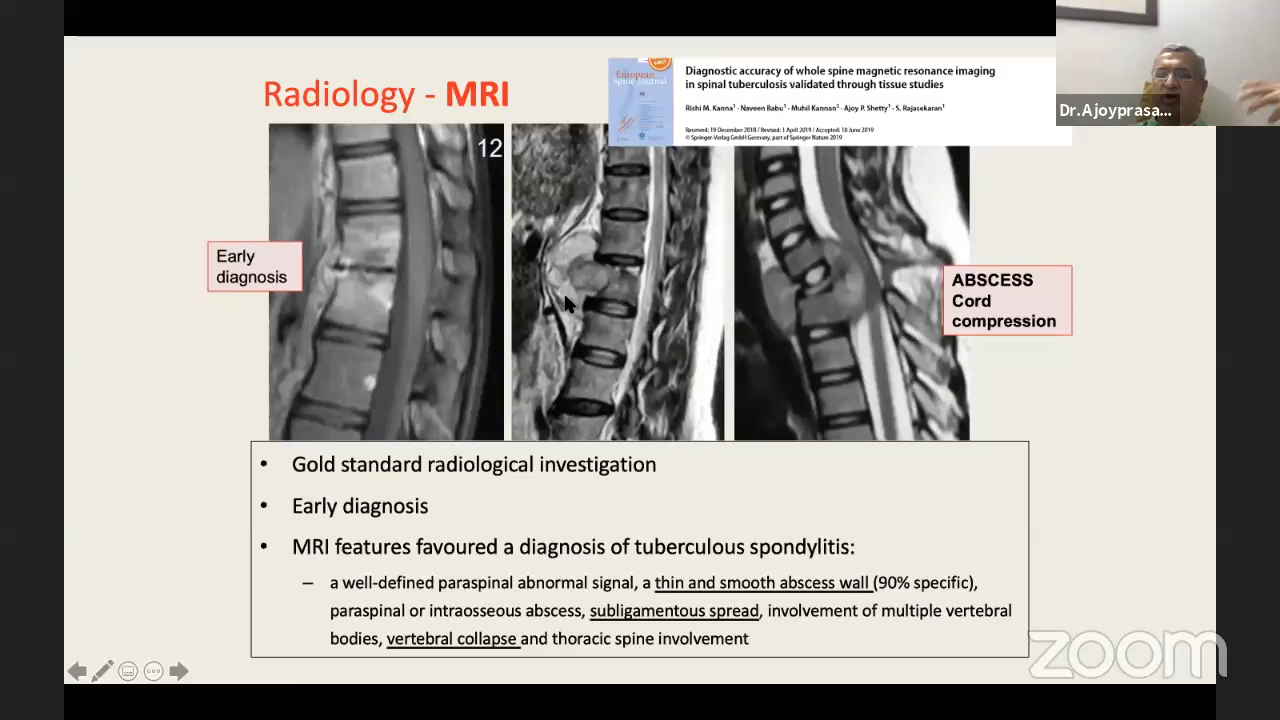 Radiology - MRI
European
Spine Journal
Diagnostic accuracy of whole spine magnetic resonance imaging
in spinal tuberculosis validated through tissue studies
Rishi M. Kanna¹ · Naveen Babu¹ · Muhil Kannan² · Ajoy P. Shetty¹ · S. Rajasekaran¹
Received: 19 December 2018 / Revised: 1 April 2019 / Accepted: 10 June 2019
© Springer-Verlag GmbH Germany, part of Springer Nature 2019
Dr.Ajoyprasa...
12
Early
diagnosis
ABSCESS
Cord
compression
• Gold standard radiological investigation
• Early diagnosis
• MRI features favoured a diagnosis of tuberculous spondylitis:
– a well-defined paraspinal abnormal signal, a thin and smooth abscess wall (90% specific),
paraspinal or intraosseous abscess, subligamentous spread, involvement of multiple vertebral
bodies, vertebral collapse and thoracic spine involvement
zoom